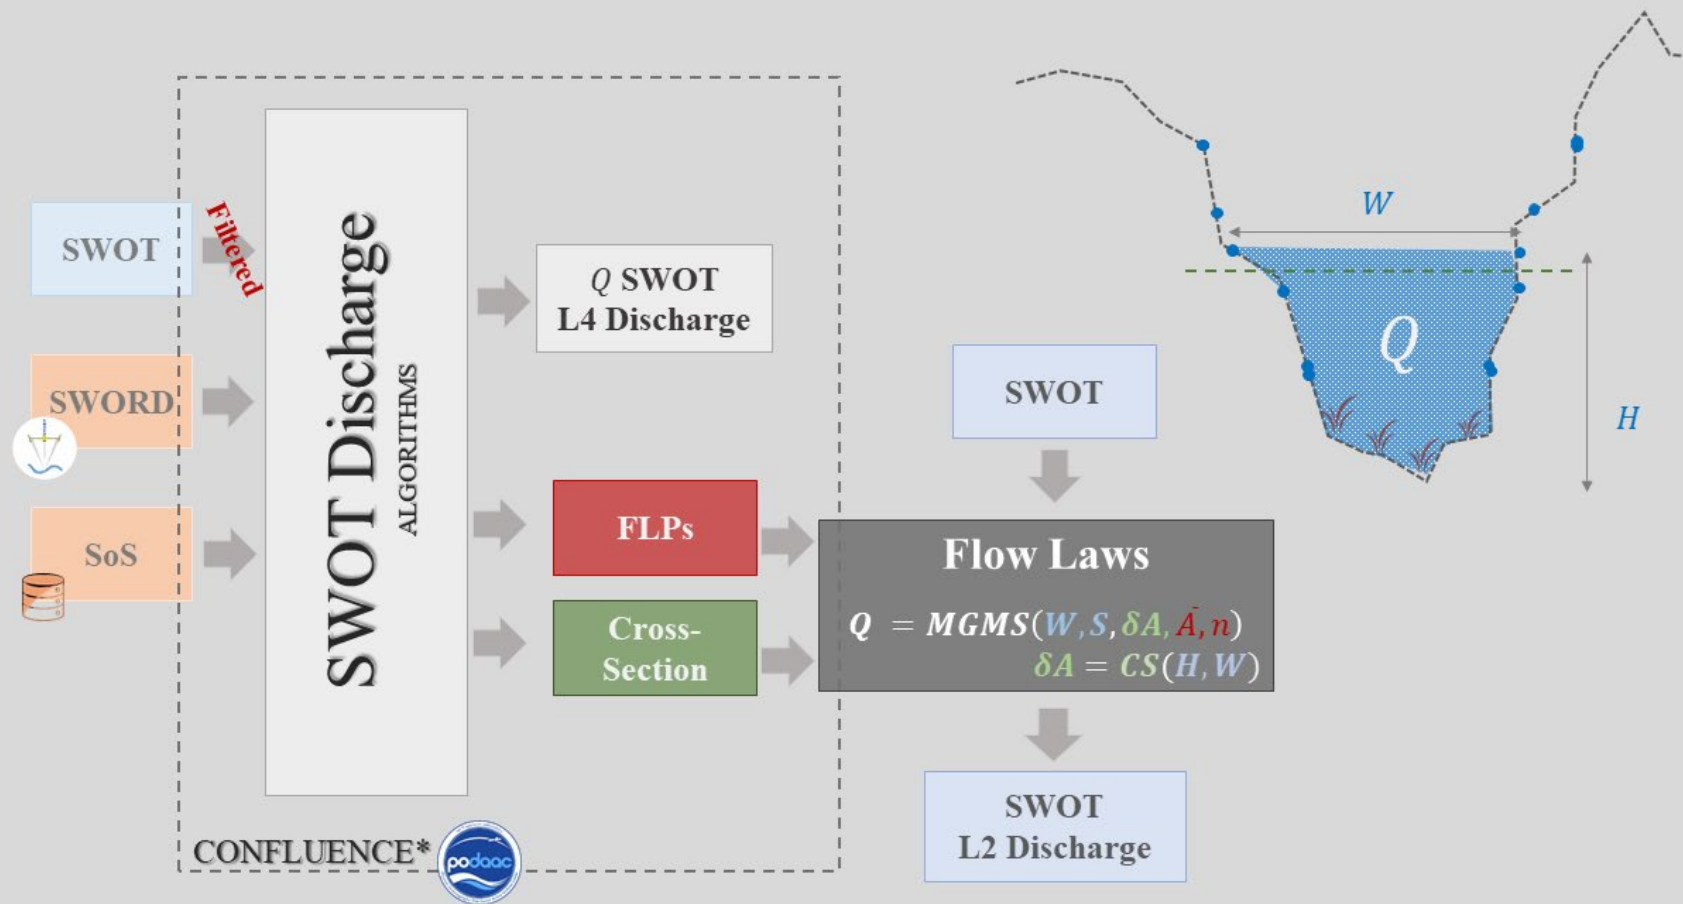 SWOT
Filtered
SWORD
SoS
SWOT Discharge
ALGORITHMS
Q SWOT
L4 Discharge
FLPs
Cross-
Section
CONFLUENCE*
podaac
SWOT
Flow Laws
Q = MGMS(W, S, δA, Ā, n)
δA = CS(H, W)
SWOT
L2 Discharge
W
Q
H